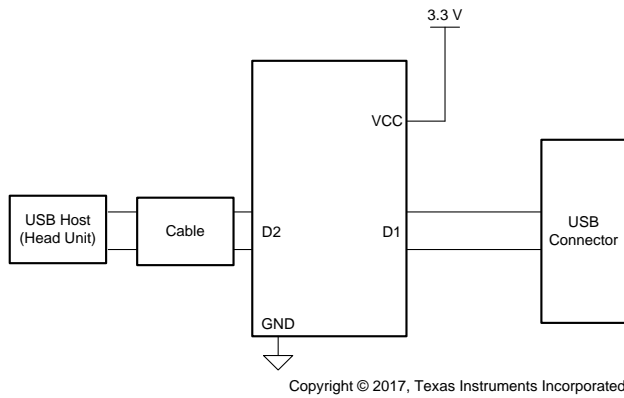 3.3 V
VCC
USB Host
(Head Unit)
Cable
D2
D1
USB
Connector
GND
Copyright © 2017, Texas Instruments Incorporated